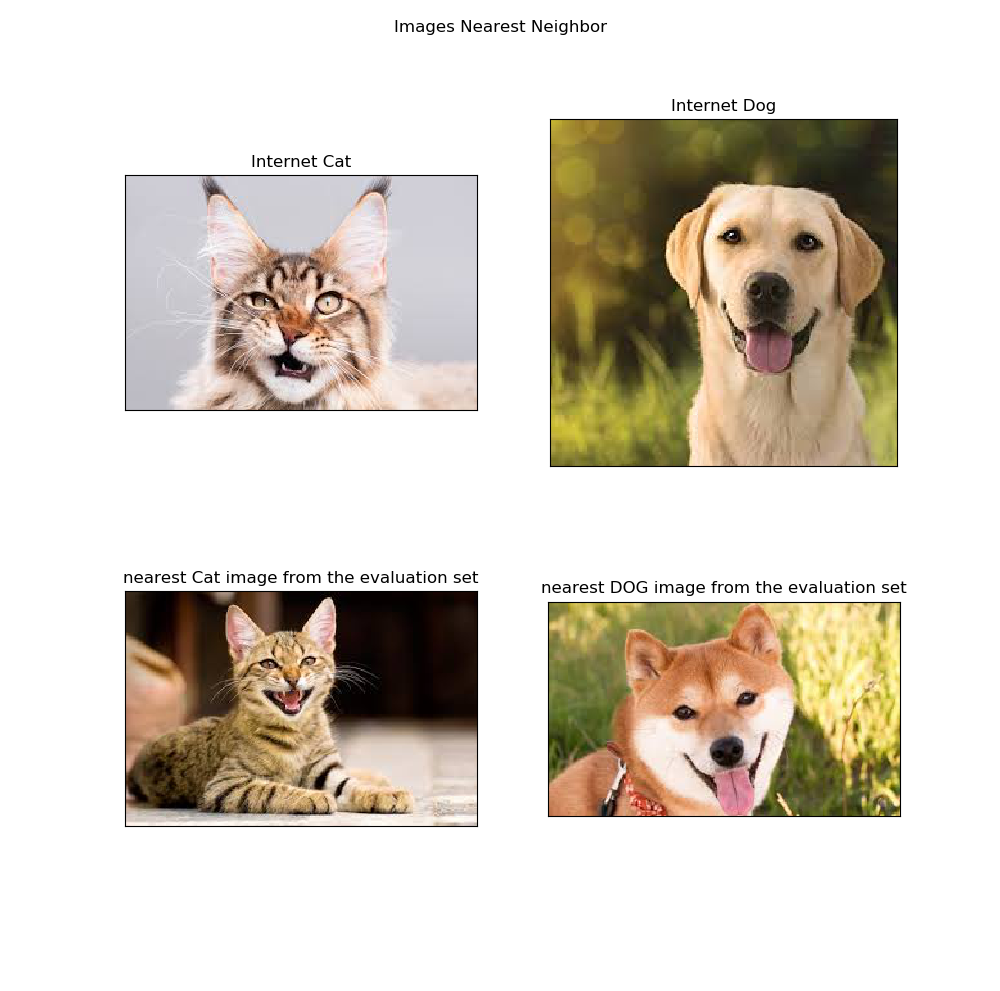 Images Nearest Neighbor
Internet Cat
Internet Dog
nearest Cat image from the evaluation set
nearest DOG image from the evaluation set